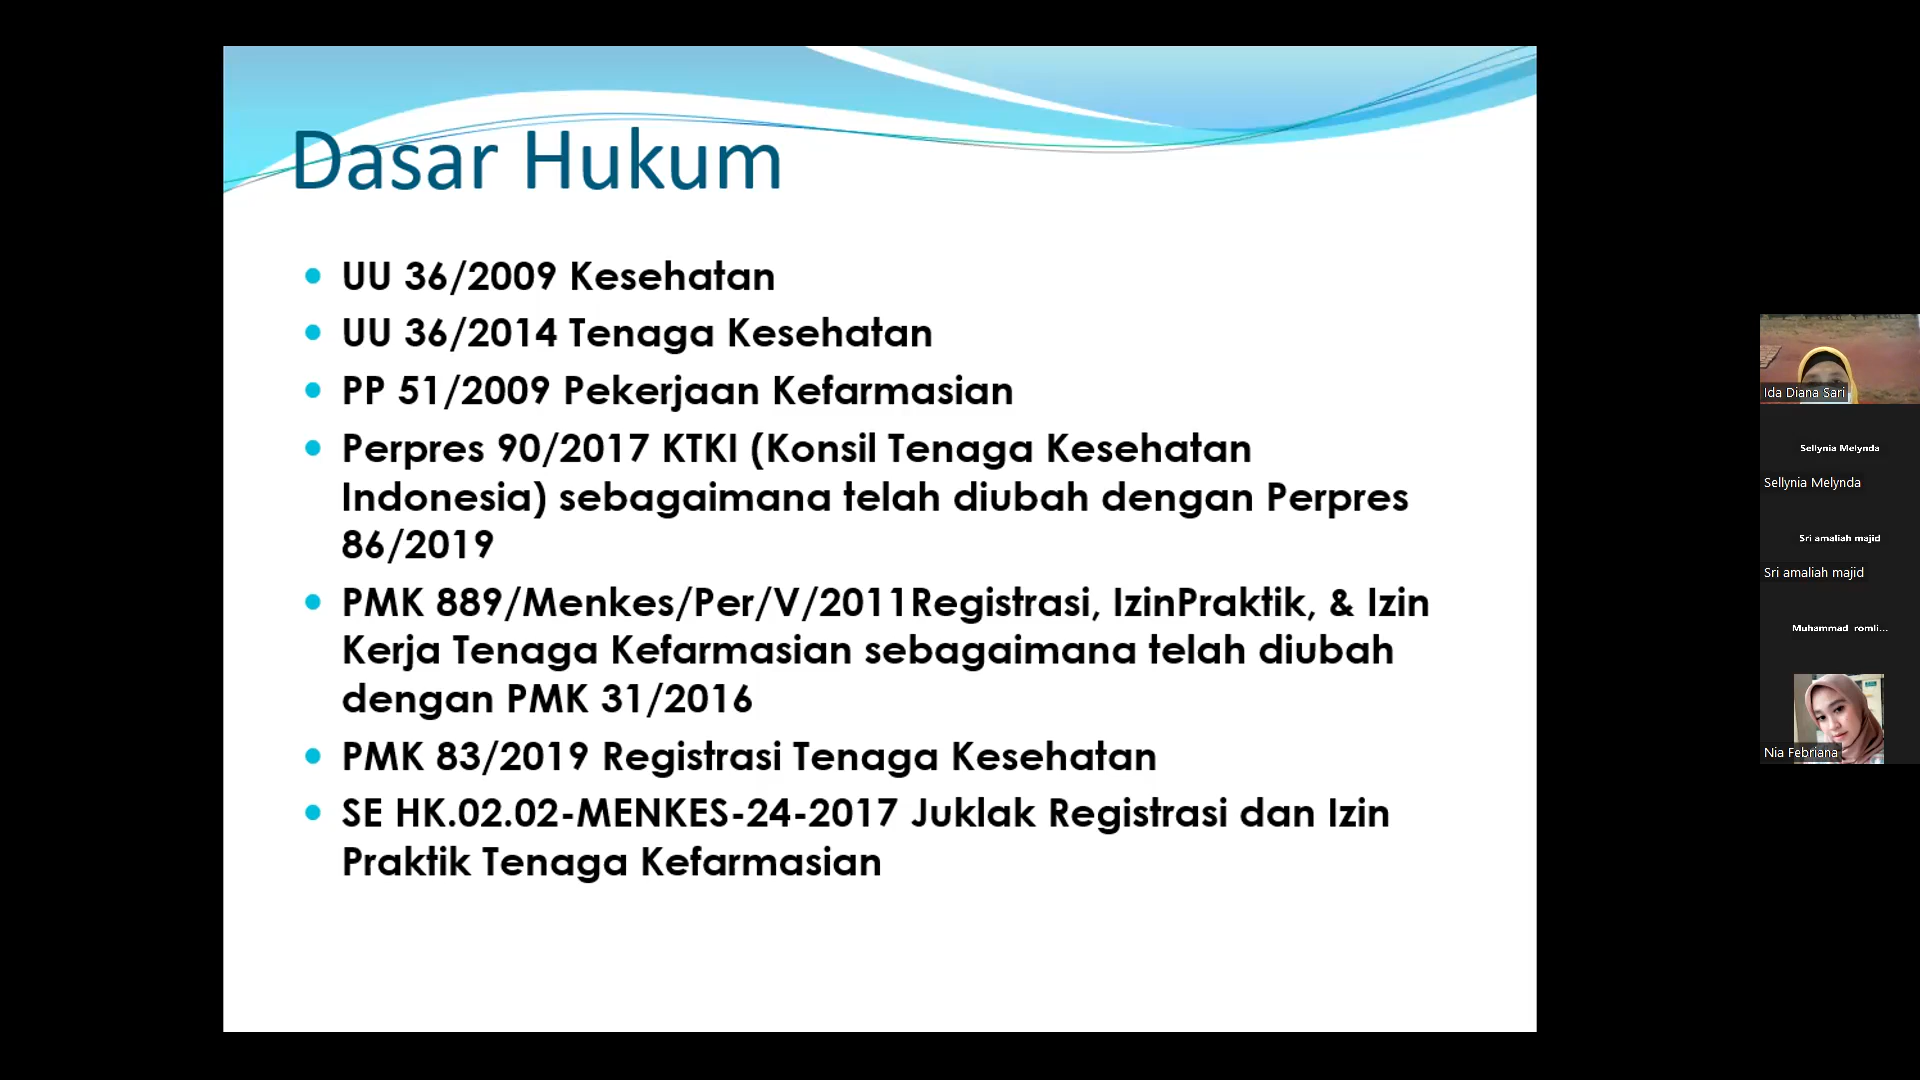 Dasar Hukum
• UU 36/2009 Kesehatan
• UU 36/2014 Tenaga Kesehatan
• PP 51/2009 Pekerjaan Kefarmasian
• Perpres 90/2017 KTKI (Konsil Tenaga Kesehatan
Indonesia) sebagaimana telah diubah dengan Perpres
86/2019
• PMK 889/Menkes/Per/V/2011Registrasi, IzinPraktik, & Izin
Kerja Tenaga Kefarmasian sebagaimana telah diubah
dengan PMK 31/2016
• PMK 83/2019 Registrasi Tenaga Kesehatan
• SE HK.02.02-MENKES-24-2017 Juklak Registrasi dan Izin
Praktik Tenaga Kefarmasian
Ida Diana Sari
Sellynia Melynda
Sellynia Melynda
Sri amaliah majid
Sri amaliah majid
Muhammad romli...
Nia Febriana